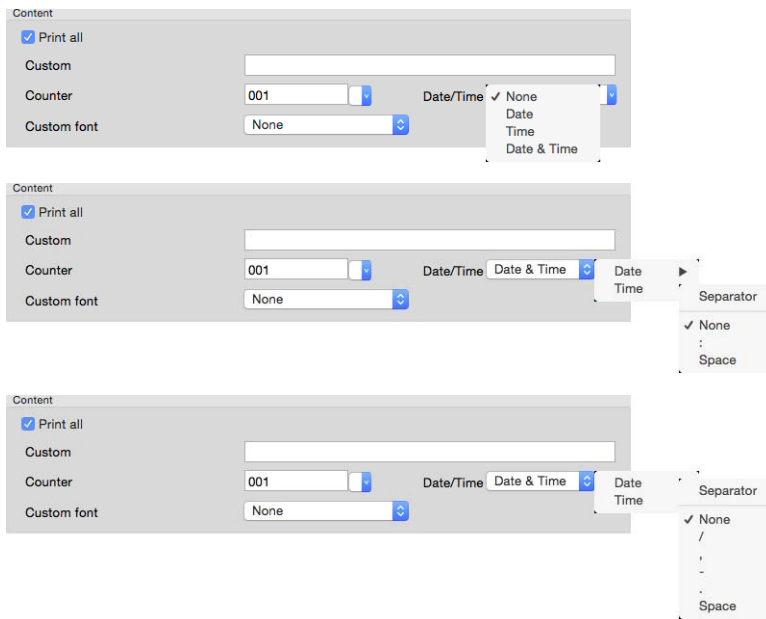 Content
Print all
Custom
Counter 001 Date/Time ✓ None
Date
Custom font None Time
Date & Time
Content
Print all
Custom
Counter 001 Date/Time Date & Time Date ▶
Time
Custom font None Separator
✓ None
:
Space
Content
Print all
Custom
Counter 001 Date/Time Date & Time Date
Separator
Time
Custom font None
✓ None
/
,
-
.
Space